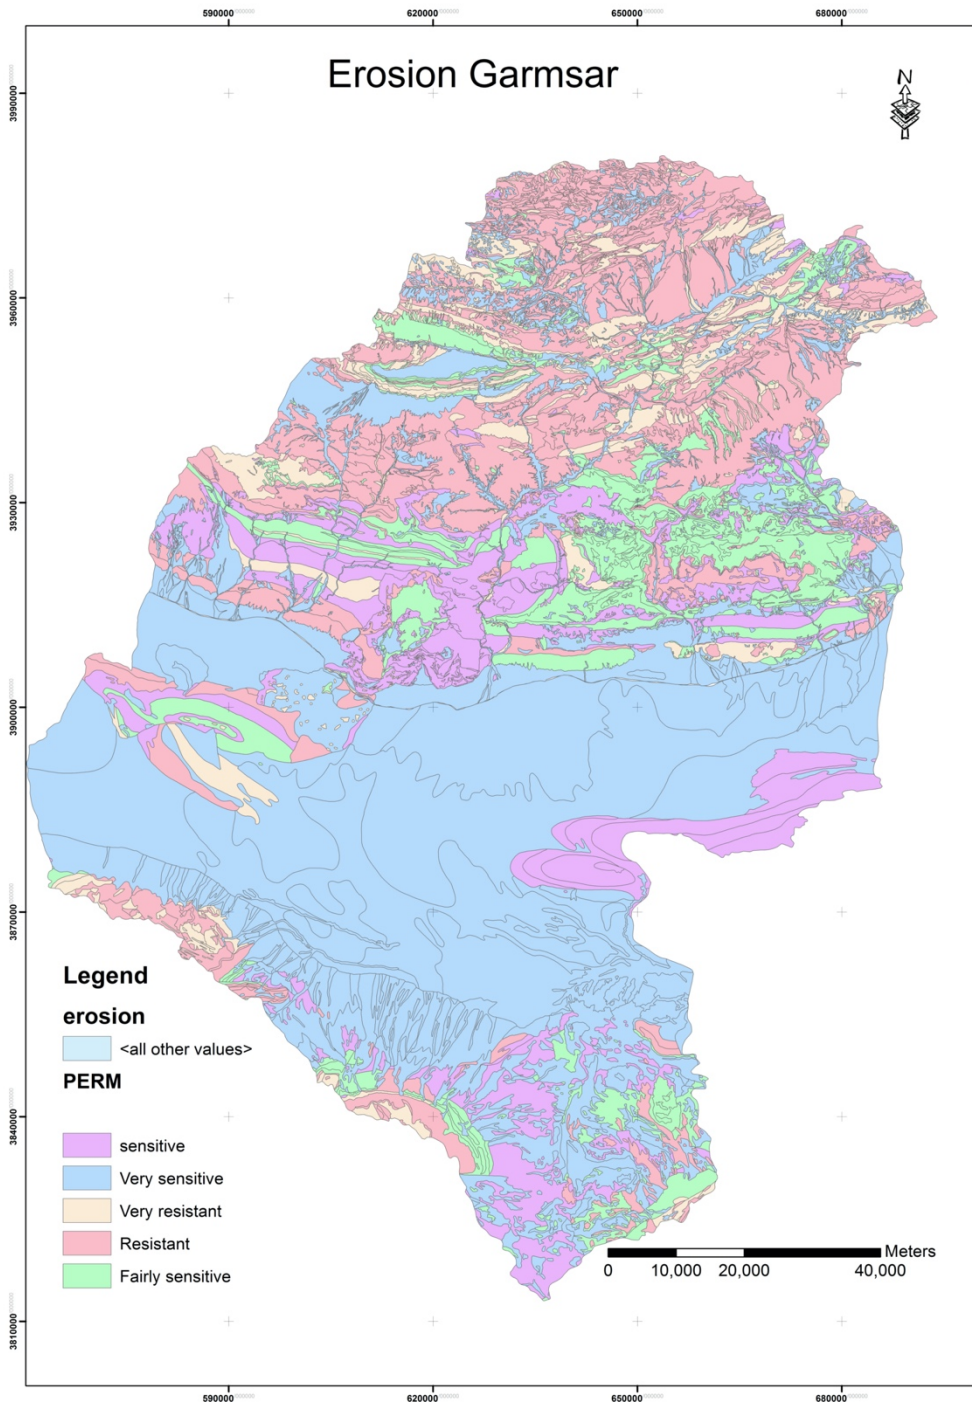 590000 620000 650000 680000
Erosion Garmsar
N
3990000
3960000
3930000
3900000
3870000
3840000
3810000
Legend
erosion
<all other values>
PERM
sensitive
Very sensitive
Very resistant
Resistant
Fairly sensitive
Meters
0 10,000 20,000 40,000
590000 620000 650000 680000